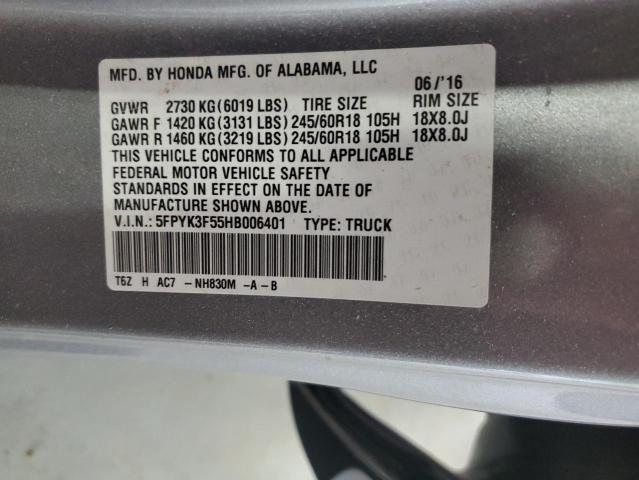 MFD. BY HONDA MFG. OF ALABAMA, LLC 06/'16
GVWR 2730 KG(6019 LBS) TIRE SIZE RIM SIZE
GAWR F 1420 KG(3131 LBS)245/60R18 105H 18X8.0J
GAWR R 1460 KG(3219 LBS)245/60R18 105H 18X8.0J
THIS VEHICLE CONFORMS TO ALL APPLICABLE
FEDERAL MOTOR VEHICLE SAFETY
STANDARDS IN EFFECT ON THE DATE OF
MANUFACTURE SHOWN ABOVE.
V.I.N.: 5FPYK3F55HB006401 TYPE: TRUCK
T6Z H AC7 -NH830M -A-B